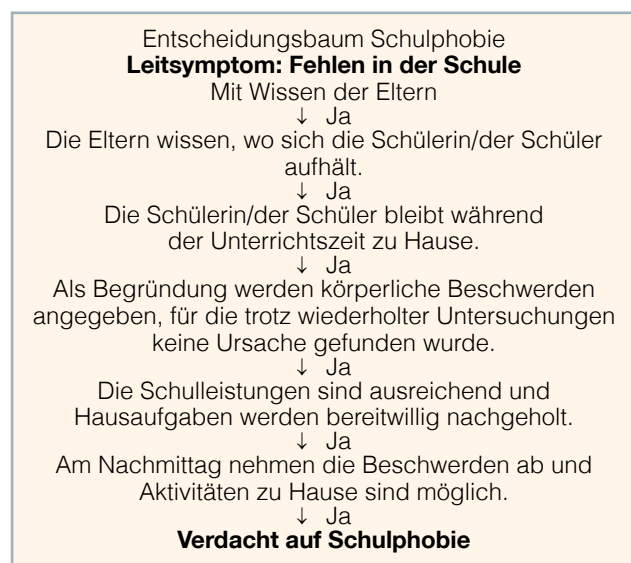 Entscheidungsbaum Schulphobie
Leitsymptom: Fehlen in der Schule
Mit Wissen der Eltern
↓ Ja
Die Eltern wissen, wo sich die Schülerin/der Schüler
aufhält.
↓ Ja
Die Schülerin/der Schüler bleibt während
der Unterrichtszeit zu Hause.
↓ Ja
Als Begründung werden körperliche Beschwerden
angegeben, für die trotz wiederholter Untersuchungen
keine Ursache gefunden wurde.
↓ Ja
Die Schulleistungen sind ausreichend und
Hausaufgaben werden bereitwillig nachgeholt.
↓ Ja
Am Nachmittag nehmen die Beschwerden ab und
Aktivitäten zu Hause sind möglich.
↓ Ja
Verdacht auf Schulphobie